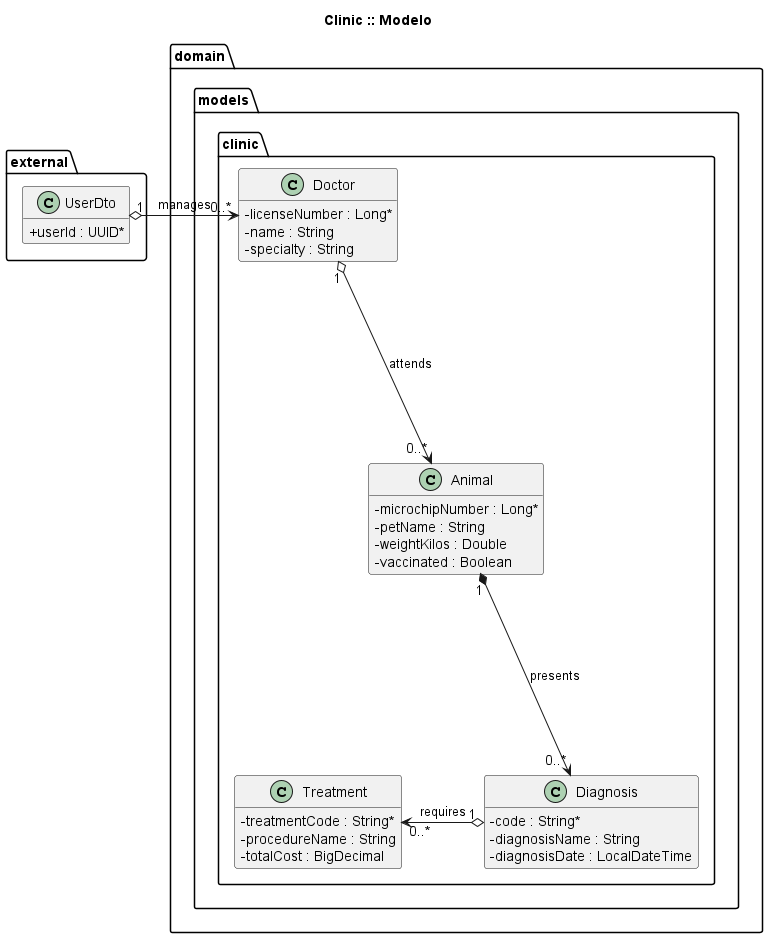 Clinic :: Modelo
domain
models
clinic
external
C UserDto
+userId : UUID*
1
manages
0..*
C Doctor
-licenseNumber : Long*
-name : String
-specialty : String
1
attends
0..*
C Animal
-microchipNumber : Long*
-petName : String
-weightKilos : Double
-vaccinated : Boolean
1
presents
0..*
C Treatment
-treatmentCode : String*
-procedureName : String
-totalCost : BigDecimal
requires
1
0..*
C Diagnosis
-code : String*
-diagnosisName : String
-diagnosisDate : LocalDateTime